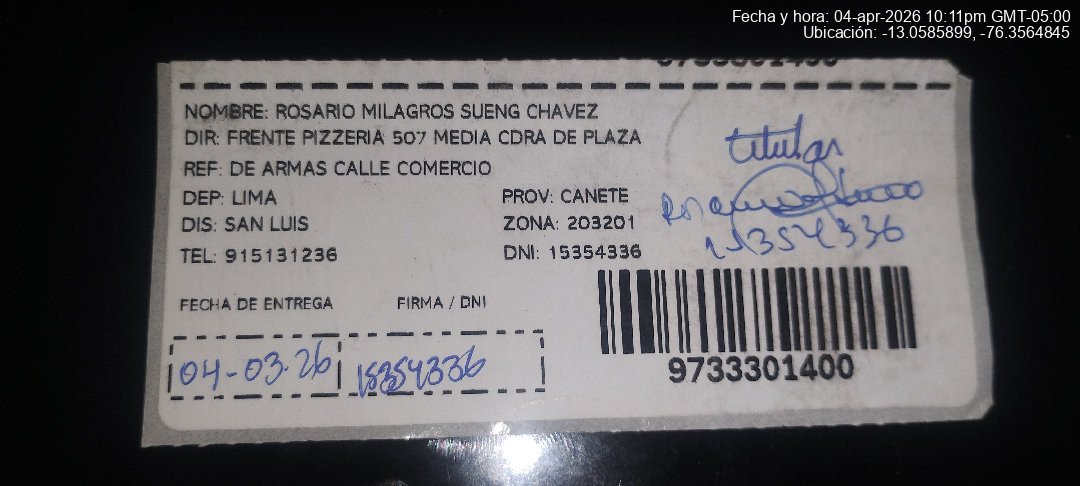 Fecha y hora: 04-apr-2026 10:11pm GMT-05:00
Ubicación: -13.0585899, -76.3564845
NOMBRE: ROSARIO MILAGROS SUENG CHAVEZ
DIR: FRENTE PIZZERIA 507 MEDIA CDRA DE PLAZA
REF: DE ARMAS CALLE COMERCIO
DEP: LIMA PROV: CANETE
DIS: SAN LUIS ZONA: 203201
TEL: 915131236 DNI: 15354336
titular
15354336
FECHA DE ENTREGA FIRMA / DNI
04-03-26 15354336
9733301400